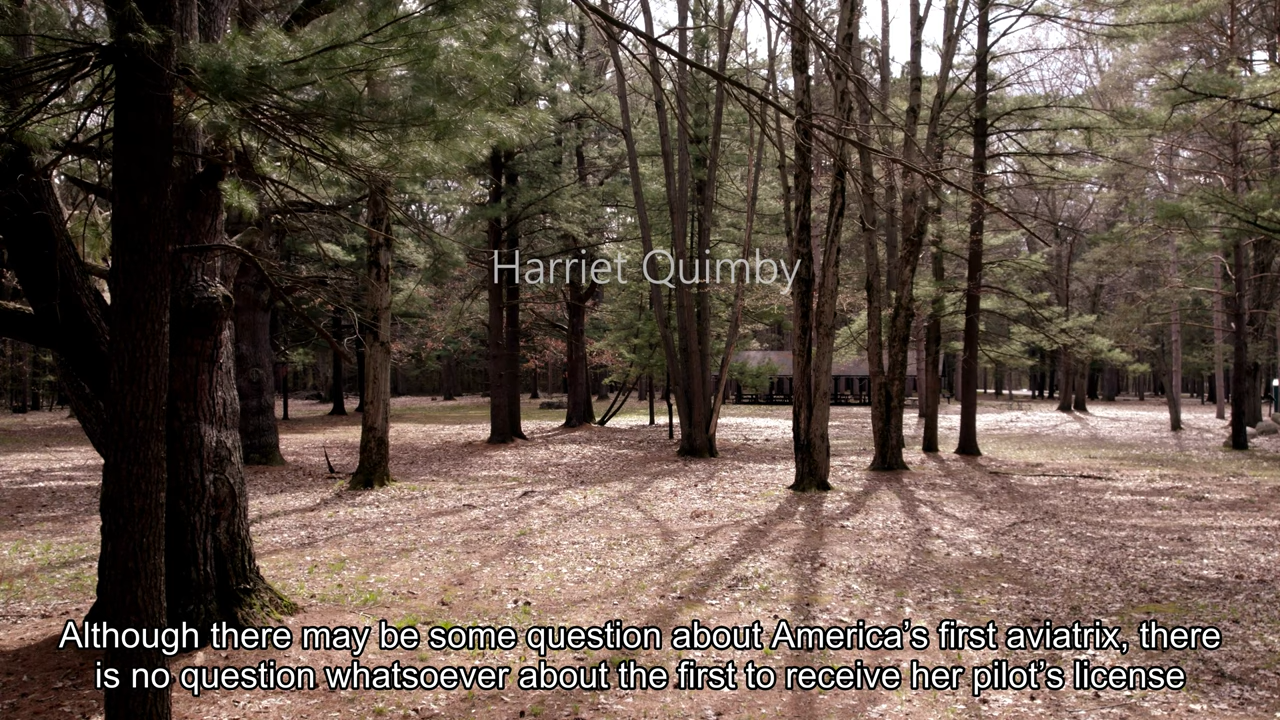 Harriet Quimby
Although there may be some question about America’s first aviatrix, there
is no question whatsoever about the first to receive her pilot’s license